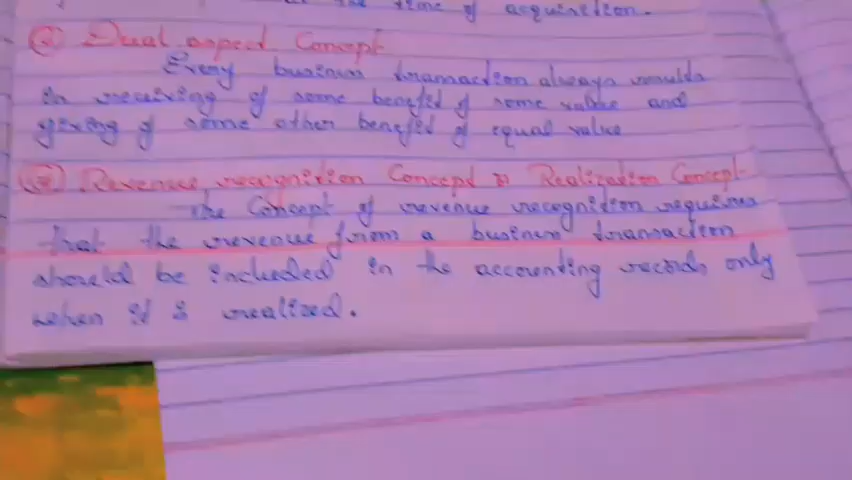 the time of acquisition.
Dual aspect Concept
Every business transaction always results
in receiving of some benefit of some value and
giving of some other benefit of equal value
Revenue recognition Concept Realization Concept
The Concept of revenue recognition requires
that the revenue from a business transaction
should be included in the accounting records only
when it is realized.